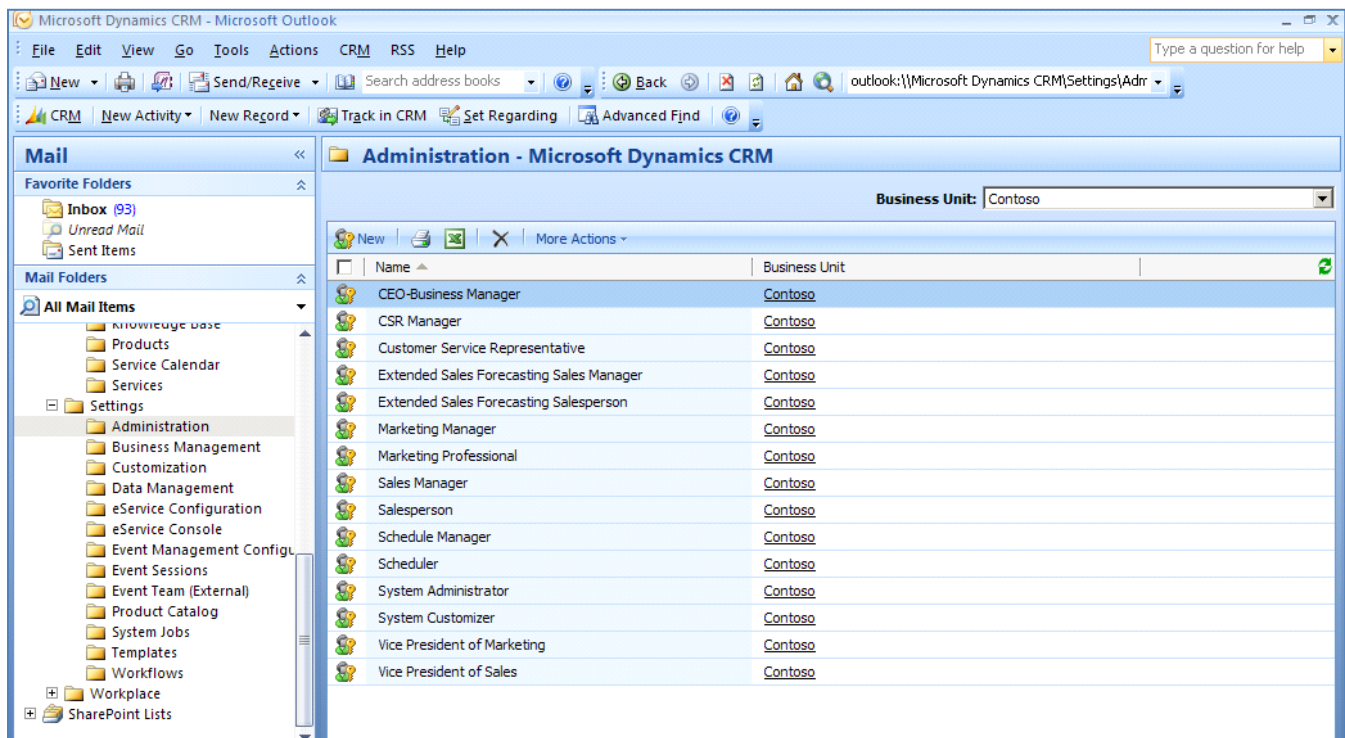 Microsoft Dynamics CRM - Microsoft Outlook
File Edit View Go Tools Actions CRM RSS Help
Type a question for help
New Send/Receive Search address books Back outlook:\\Microsoft Dynamics CRM\Settings\Adm
CRM New Activity New Record Track in CRM Set Regarding Advanced Find
Mail
Favorite Folders
Inbox (93)
Unread Mail
Sent Items
Mail Folders
All Mail Items
Knowledge Base
Products
Service Calendar
Services
Settings
Administration
Business Management
Customization
Data Management
eService Configuration
eService Console
Event Management Configu
Event Sessions
Event Team (External)
Product Catalog
System Jobs
Templates
Workflows
Workplace
SharePoint Lists
Administration - Microsoft Dynamics CRM
Business Unit: Contoso
New More Actions
Name Business Unit
CEO-Business Manager Contoso
CSR Manager Contoso
Customer Service Representative Contoso
Extended Sales Forecasting Sales Manager Contoso
Extended Sales Forecasting Salesperson Contoso
Marketing Manager Contoso
Marketing Professional Contoso
Sales Manager Contoso
Salesperson Contoso
Schedule Manager Contoso
Scheduler Contoso
System Administrator Contoso
System Customizer Contoso
Vice President of Marketing Contoso
Vice President of Sales Contoso